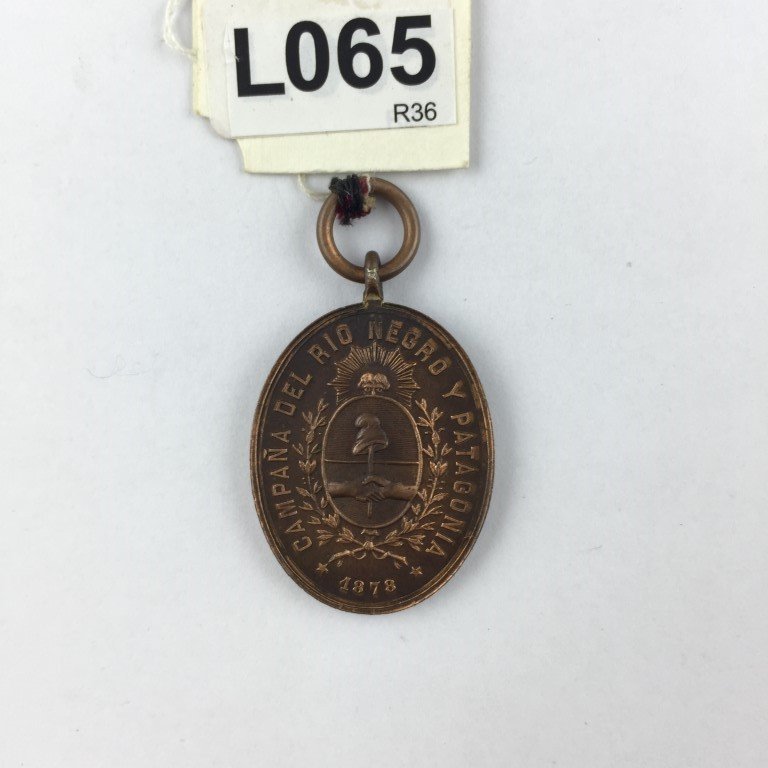 L065
R36
CAMPAÑA DEL RIO NEGRO Y PATAGONIA
1878